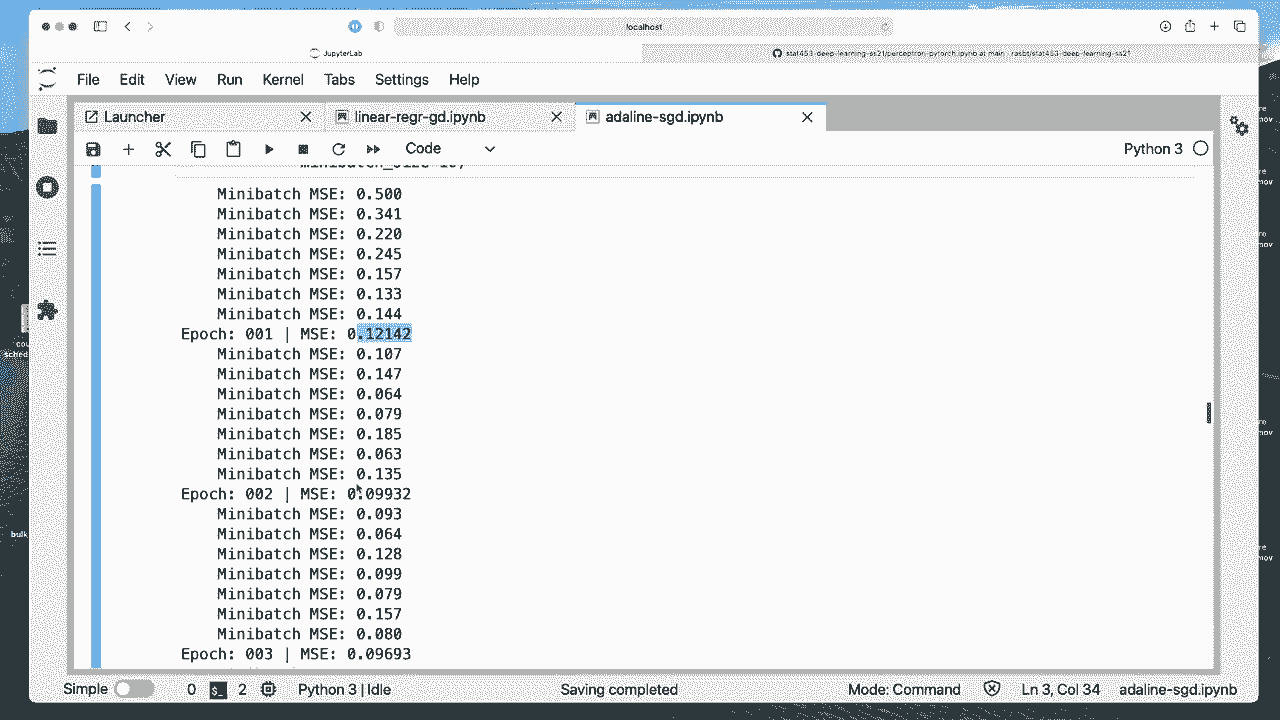 localhost
JupyterLab
stat453-deep-learning-ss21/perceptron-pytorch.ipynb at main · rasbt/stat453-deep-learning-ss21
File Edit View Run Kernel Tabs Settings Help
Launcher linear-regr-gd.ipynb adaline-sgd.ipynb
Code Python 3
Minibatch MSE: 0.500
Minibatch MSE: 0.341
Minibatch MSE: 0.220
Minibatch MSE: 0.245
Minibatch MSE: 0.157
Minibatch MSE: 0.133
Minibatch MSE: 0.144
Epoch: 001 | MSE: 0.12142
Minibatch MSE: 0.107
Minibatch MSE: 0.147
Minibatch MSE: 0.064
Minibatch MSE: 0.079
Minibatch MSE: 0.185
Minibatch MSE: 0.063
Minibatch MSE: 0.135
Epoch: 002 | MSE: 0.09932
Minibatch MSE: 0.093
Minibatch MSE: 0.064
Minibatch MSE: 0.128
Minibatch MSE: 0.099
Minibatch MSE: 0.079
Minibatch MSE: 0.157
Minibatch MSE: 0.080
Epoch: 003 | MSE: 0.09693
Simple 0 2 Python 3 | Idle Saving completed Mode: Command Ln 3, Col 34 adaline-sgd.ipynb